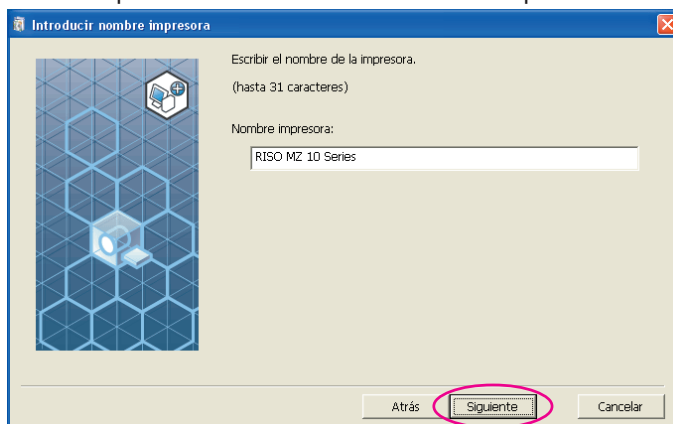 Introducir nombre impresora
Escribir el nombre de la impresora.
(hasta 31 caracteres)
Nombre impresora:
RISO MZ 10 Series
Atrás Siguiente Cancelar